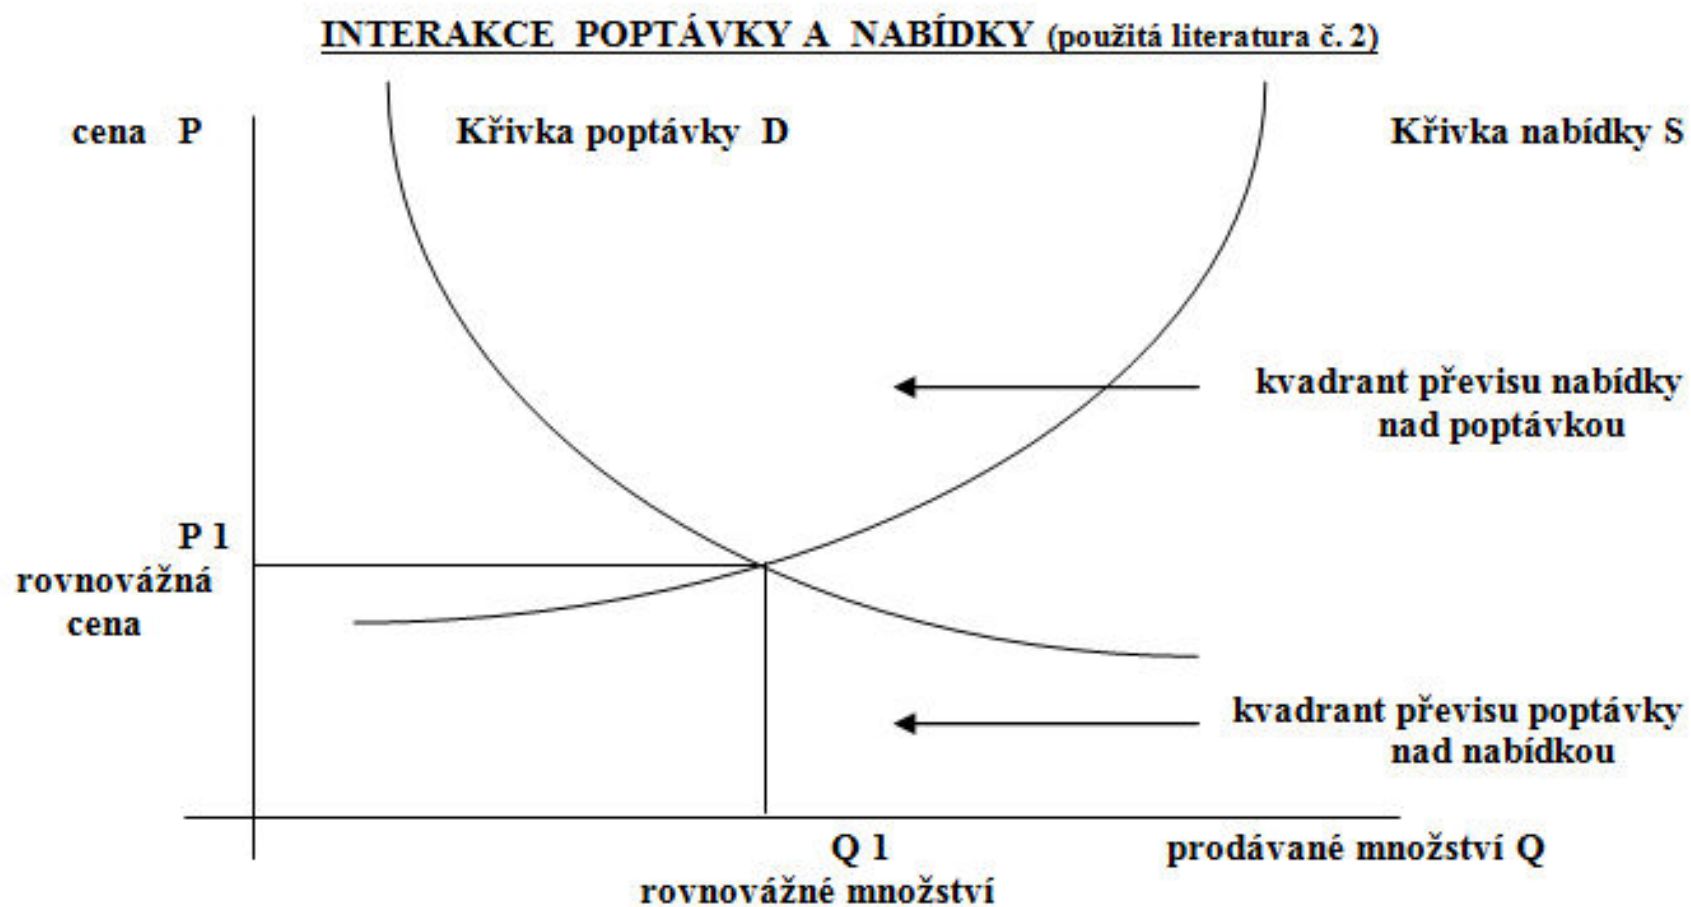 INTERAKCE POPTÁVKY A NABÍDKY (použitá literatura č. 2)
cena P
Křivka poptávky D
Křivka nabídky S
kvadrant převisu nabídky
nad poptávkou
P 1
rovnovážná
cena
kvadrant převisu poptávky
nad nabídkou
Q 1
rovnovážné množství
prodávané množství Q